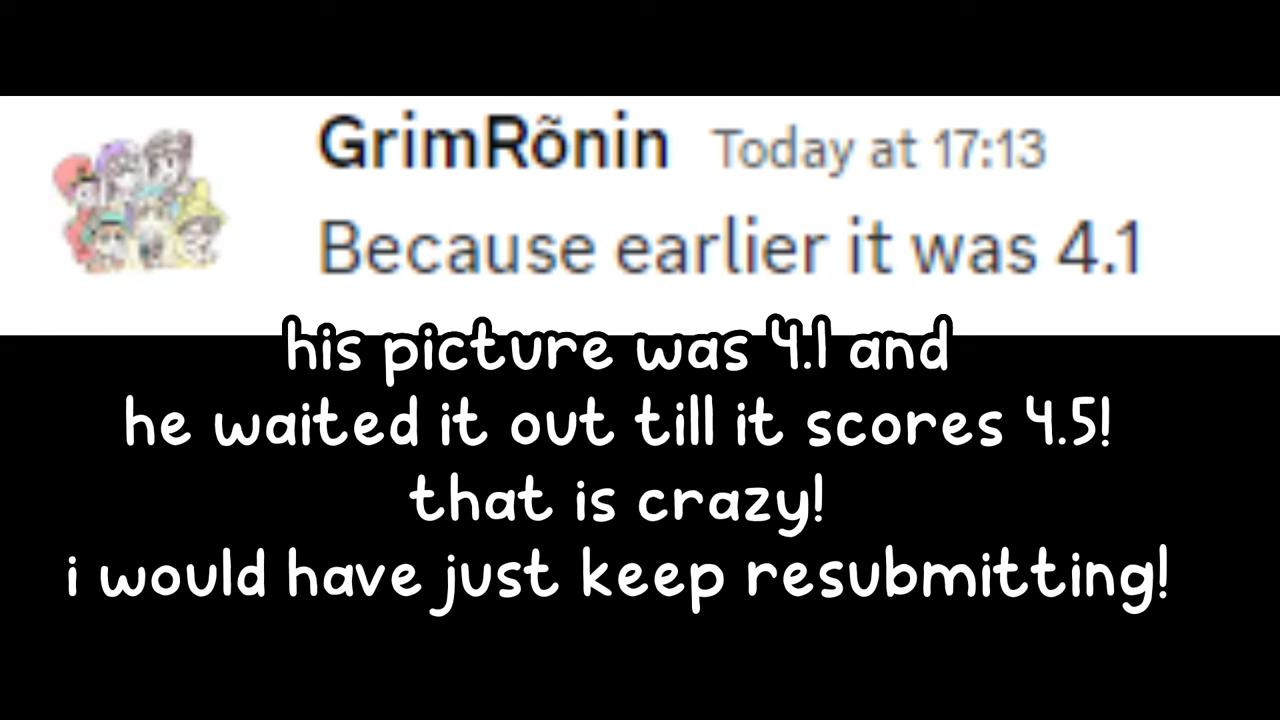 GrimRõnin Today at 17:13
Because earlier it was 4.1
his picture was 4.1 and
he waited it out till it scores 4.5!
that is crazy!
i would have just keep resubmitting!